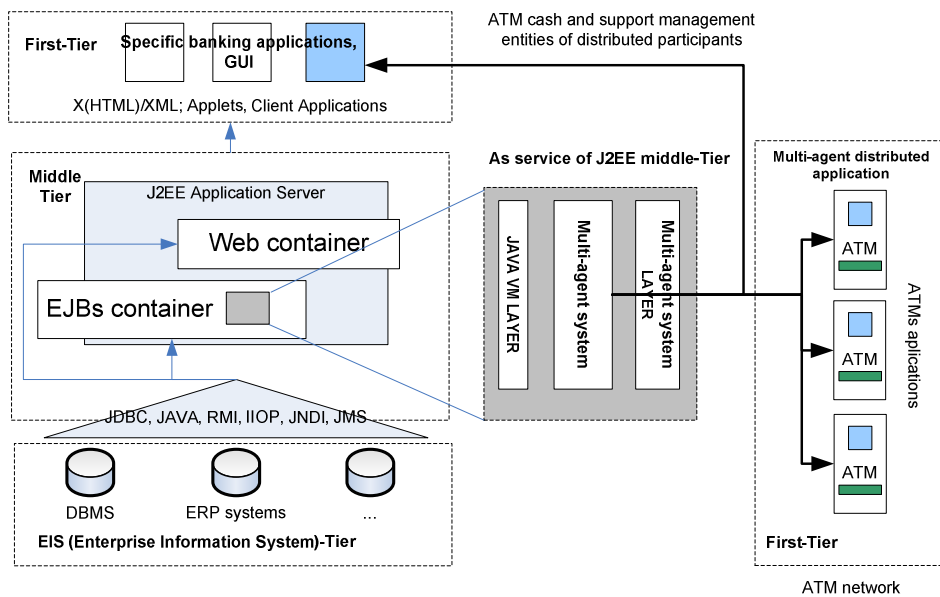 ATM cash and support management
entities of distributed participants
First-Tier
Specific banking applications,
GUI
X(HTML)/XML; Applets, Client Applications
Middle
Tier
J2EE Application Server
Web container
EJBs container
JDBC, JAVA, RMI, IIOP, JNDI, JMS
As service of J2EE middle-Tier
JAVA VM LAYER
Multi-agent system
Multi-agent system
LAYER
Multi-agent distributed
application
ATM
ATM
ATM
ATMs aplications
First-Tier
ATM network
DBMS
ERP systems
...
EIS (Enterprise Information System)-Tier